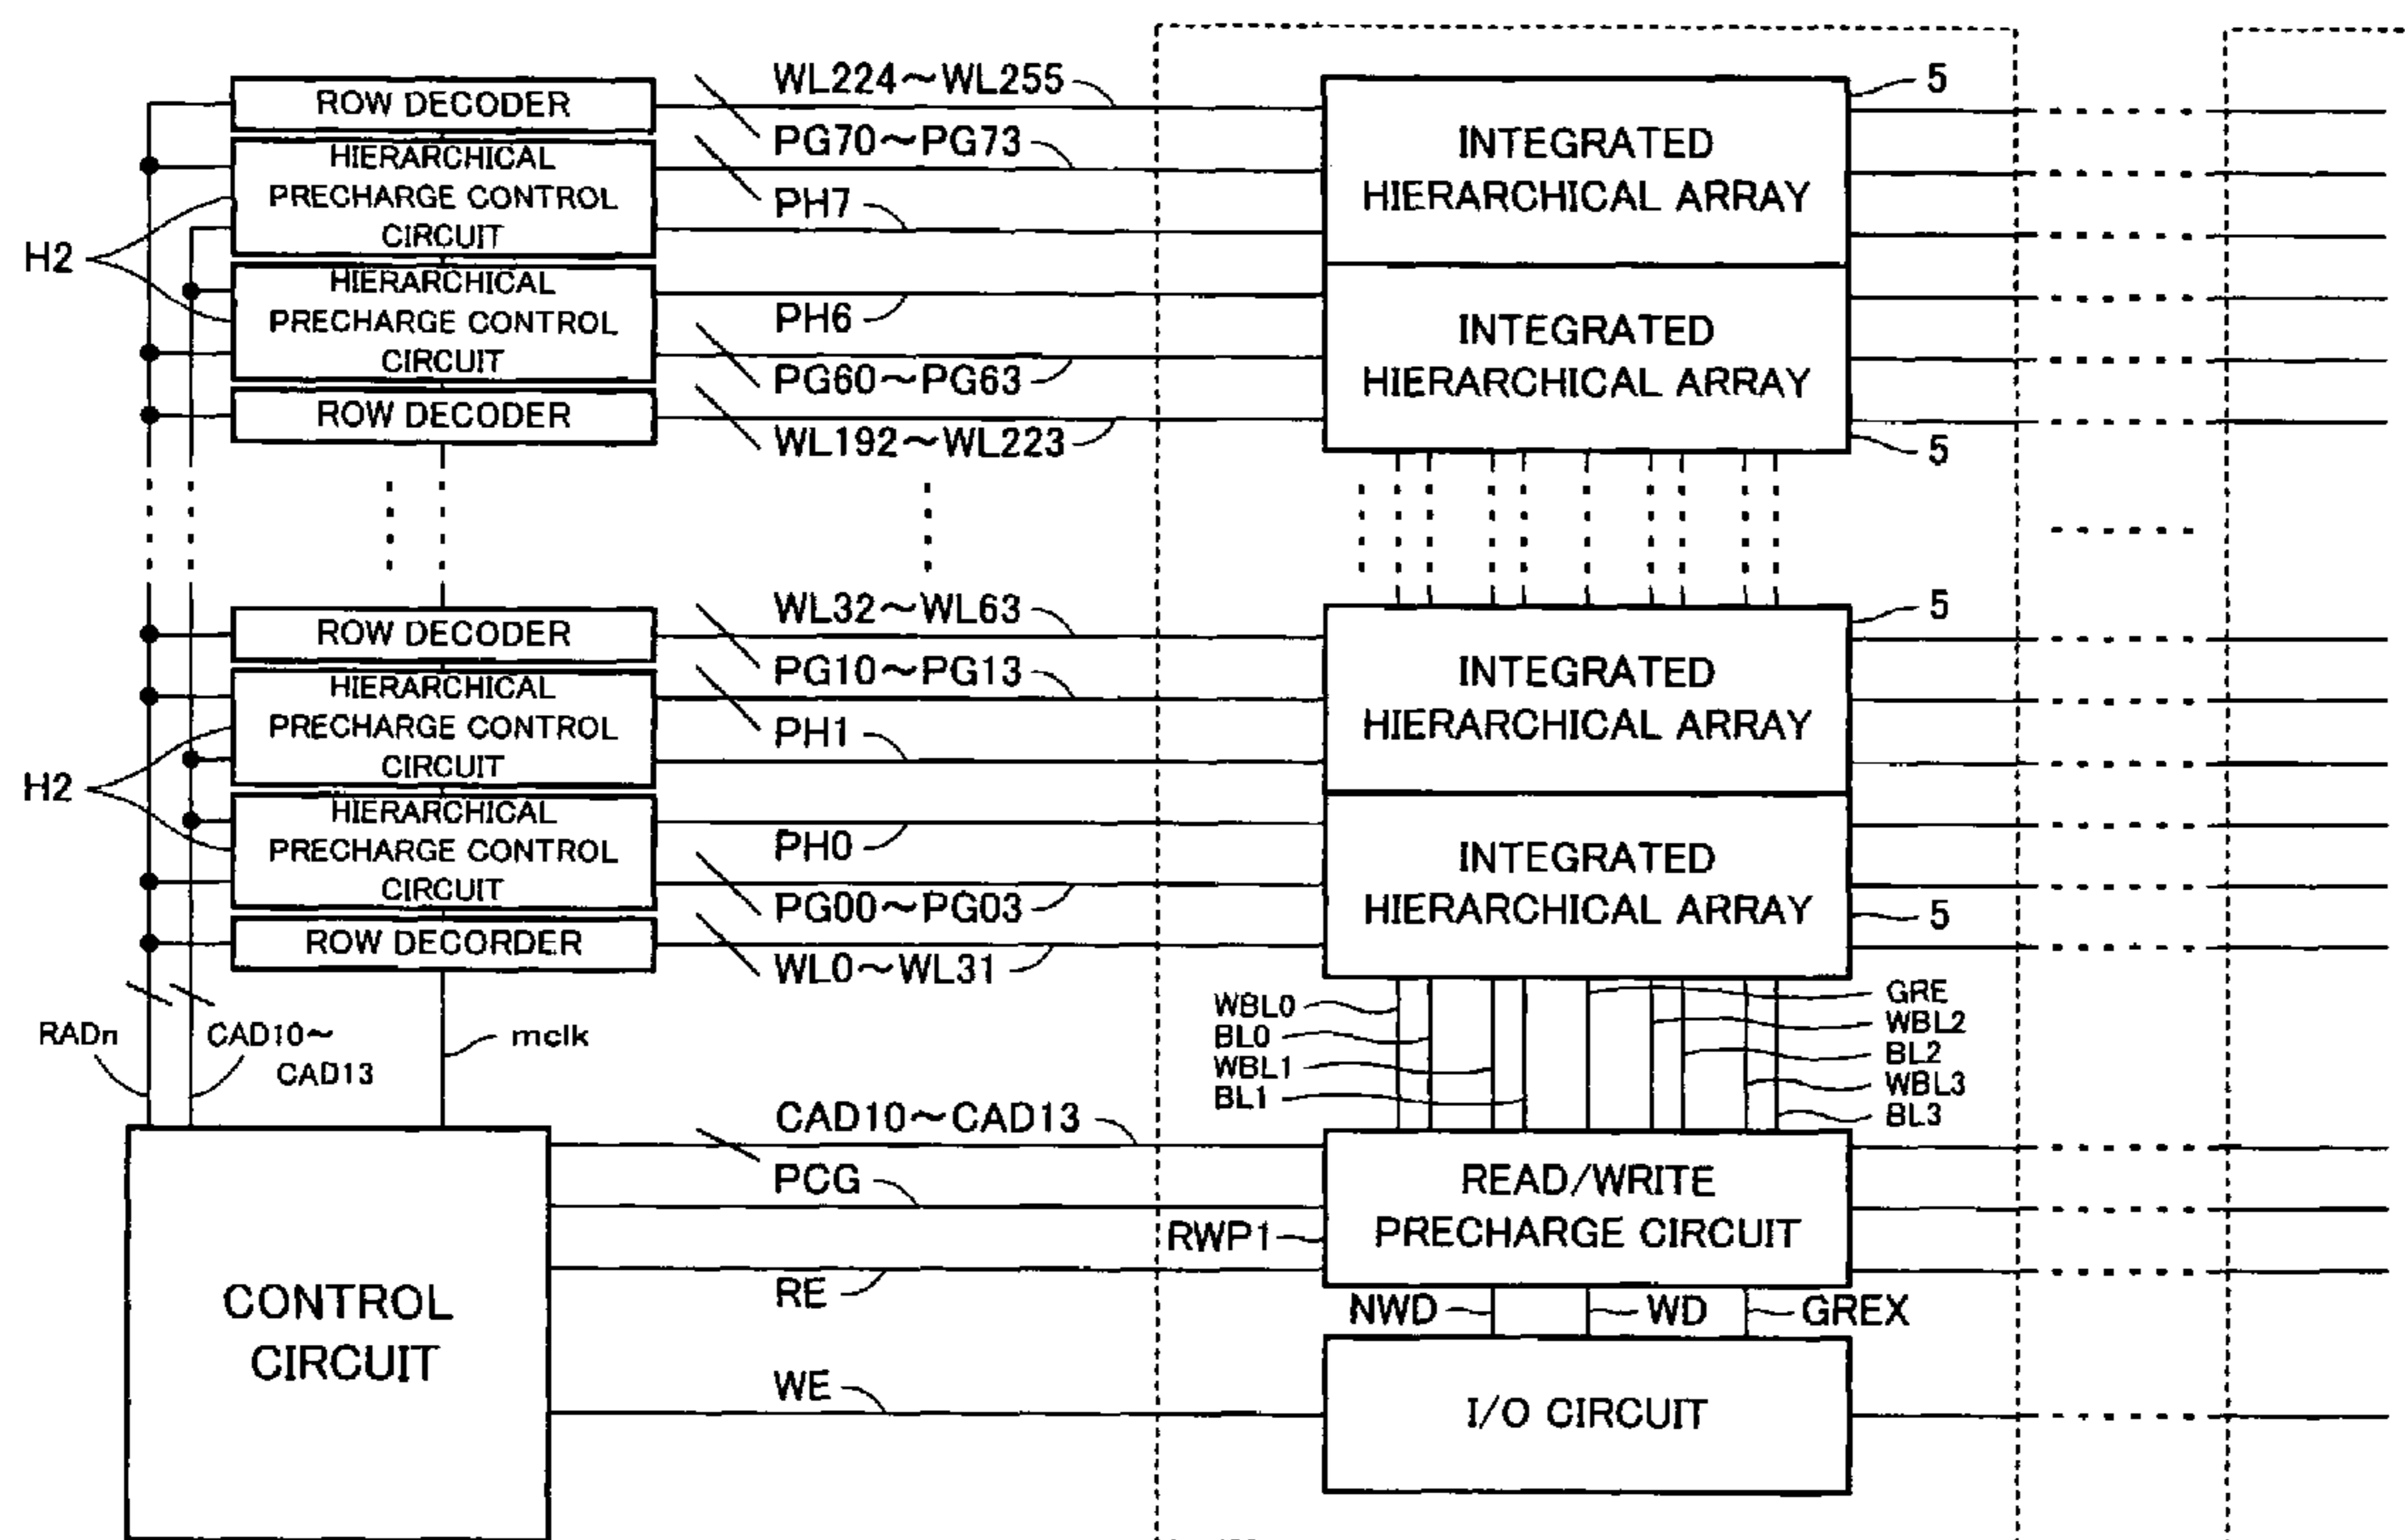 WL224～WL255
5
ROW DECODER
PG70～PG73
HIERARCHICAL
PRECHARGE CONTROL
CIRCUIT
INTEGRATED
HIERARCHICAL ARRAY
PH7
H2
HIERARCHICAL
PRECHARGE CONTROL
CIRCUIT
PH6
INTEGRATED
HIERARCHICAL ARRAY
PG60～PG63
ROW DECODER
WL192～WL223
5
WL32～WL63
5
ROW DECODER
PG10～PG13
HIERARCHICAL
PRECHARGE CONTROL
CIRCUIT
INTEGRATED
HIERARCHICAL ARRAY
PH1
H2
HIERARCHICAL
PRECHARGE CONTROL
CIRCUIT
PH0
INTEGRATED
HIERARCHICAL ARRAY
PG00～PG03
5
ROW DECORDER
WL0～WL31
RADn
CAD10～
CAD13
mclk
WBL0
BL0
WBL1
BL1
GRE
WBL2
BL2
WBL3
BL3
CAD10～CAD13
PCG
RWP1
READ/WRITE
PRECHARGE CIRCUIT
RE
CONTROL
CIRCUIT
NWD
WD
GREX
WE
I/O CIRCUIT